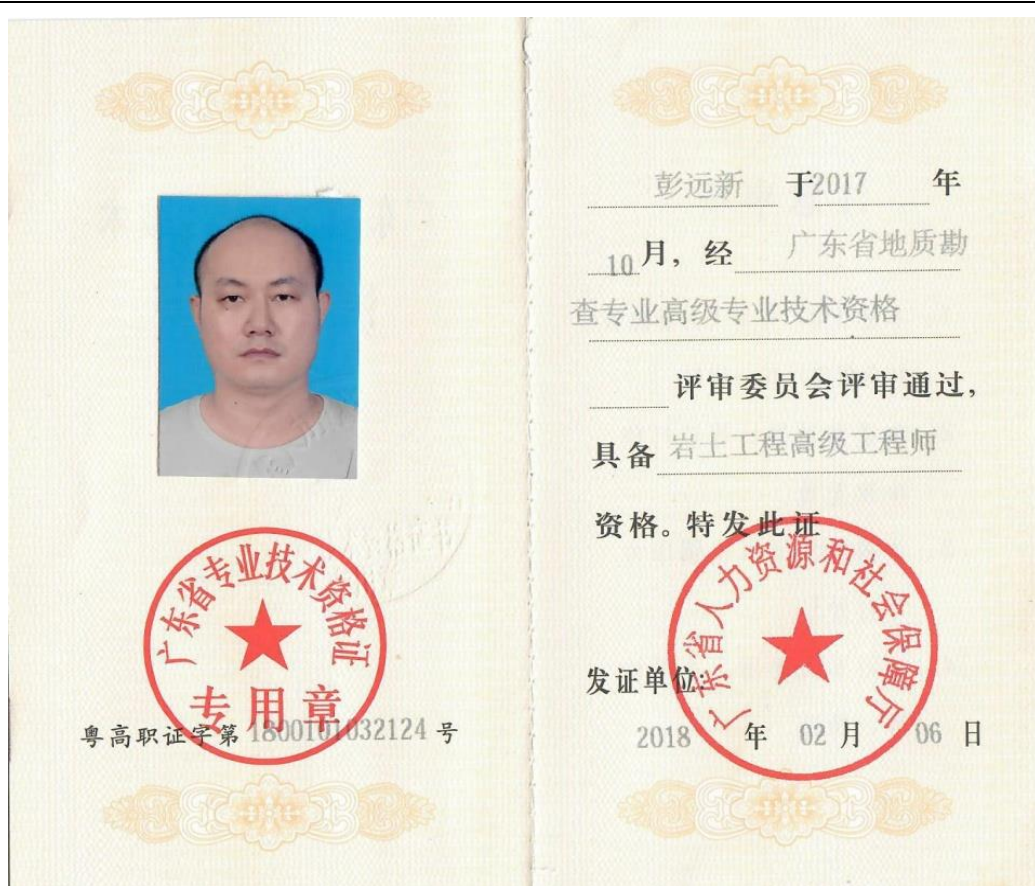 广东省专业技术资格证
专用章
粤高职证字第 1800101032124 号
彭远新 于2017 年
10 月，经 广东省地质勘
查专业高级专业技术资格
评审委员会评审通过，
具备 岩土工程高级工程师
资格。特发此证
广东省人力资源和社会保障厅
发证单位：
2018 年 02 月 06 日